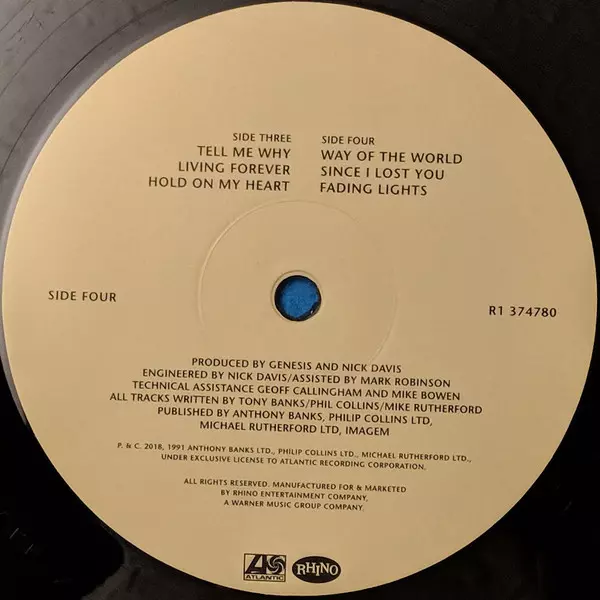 SIDE THREE
TELL ME WHY
LIVING FOREVER
HOLD ON MY HEART
SIDE FOUR
WAY OF THE WORLD
SINCE I LOST YOU
FADING LIGHTS
SIDE FOUR
R1 374780
PRODUCED BY GENESIS AND NICK DAVIS
ENGINEERED BY NICK DAVIS/ASSISTED BY MARK ROBINSON
TECHNICAL ASSISTANCE GEOFF CALLINGHAM AND MIKE BOWEN
ALL TRACKS WRITTEN BY TONY BANKS/PHIL COLLINS/MIKE RUTHERFORD
PUBLISHED BY ANTHONY BANKS, PHILIP COLLINS LTD,
MICHAEL RUTHERFORD LTD, IMAGEM
P. & C. 2018, 1991 ANTHONY BANKS LTD., PHILIP COLLINS LTD., MICHAEL RUTHERFORD LTD.,
UNDER EXCLUSIVE LICENSE TO ATLANTIC RECORDING CORPORATION.
ALL RIGHTS RESERVED. MANUFACTURED FOR & MARKETED
BY RHINO ENTERTAINMENT COMPANY,
A WARNER MUSIC GROUP COMPANY.
ATLANTIC
RHINO